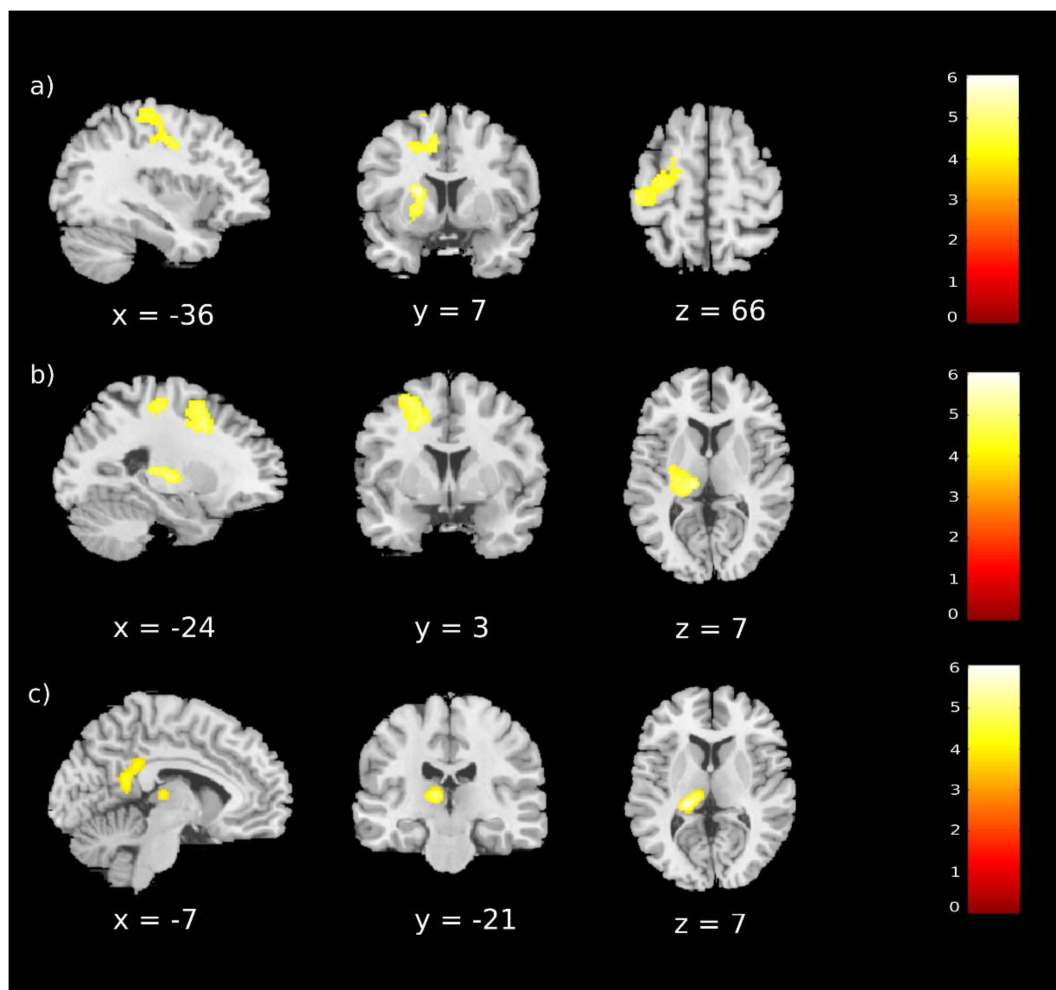 a)
6
5
4
3
2
1
0
x = -36
y = 7
z = 66
b)
6
5
4
3
2
1
0
x = -24
y = 3
z = 7
c)
6
5
4
3
2
1
0
x = -7
y = -21
z = 7